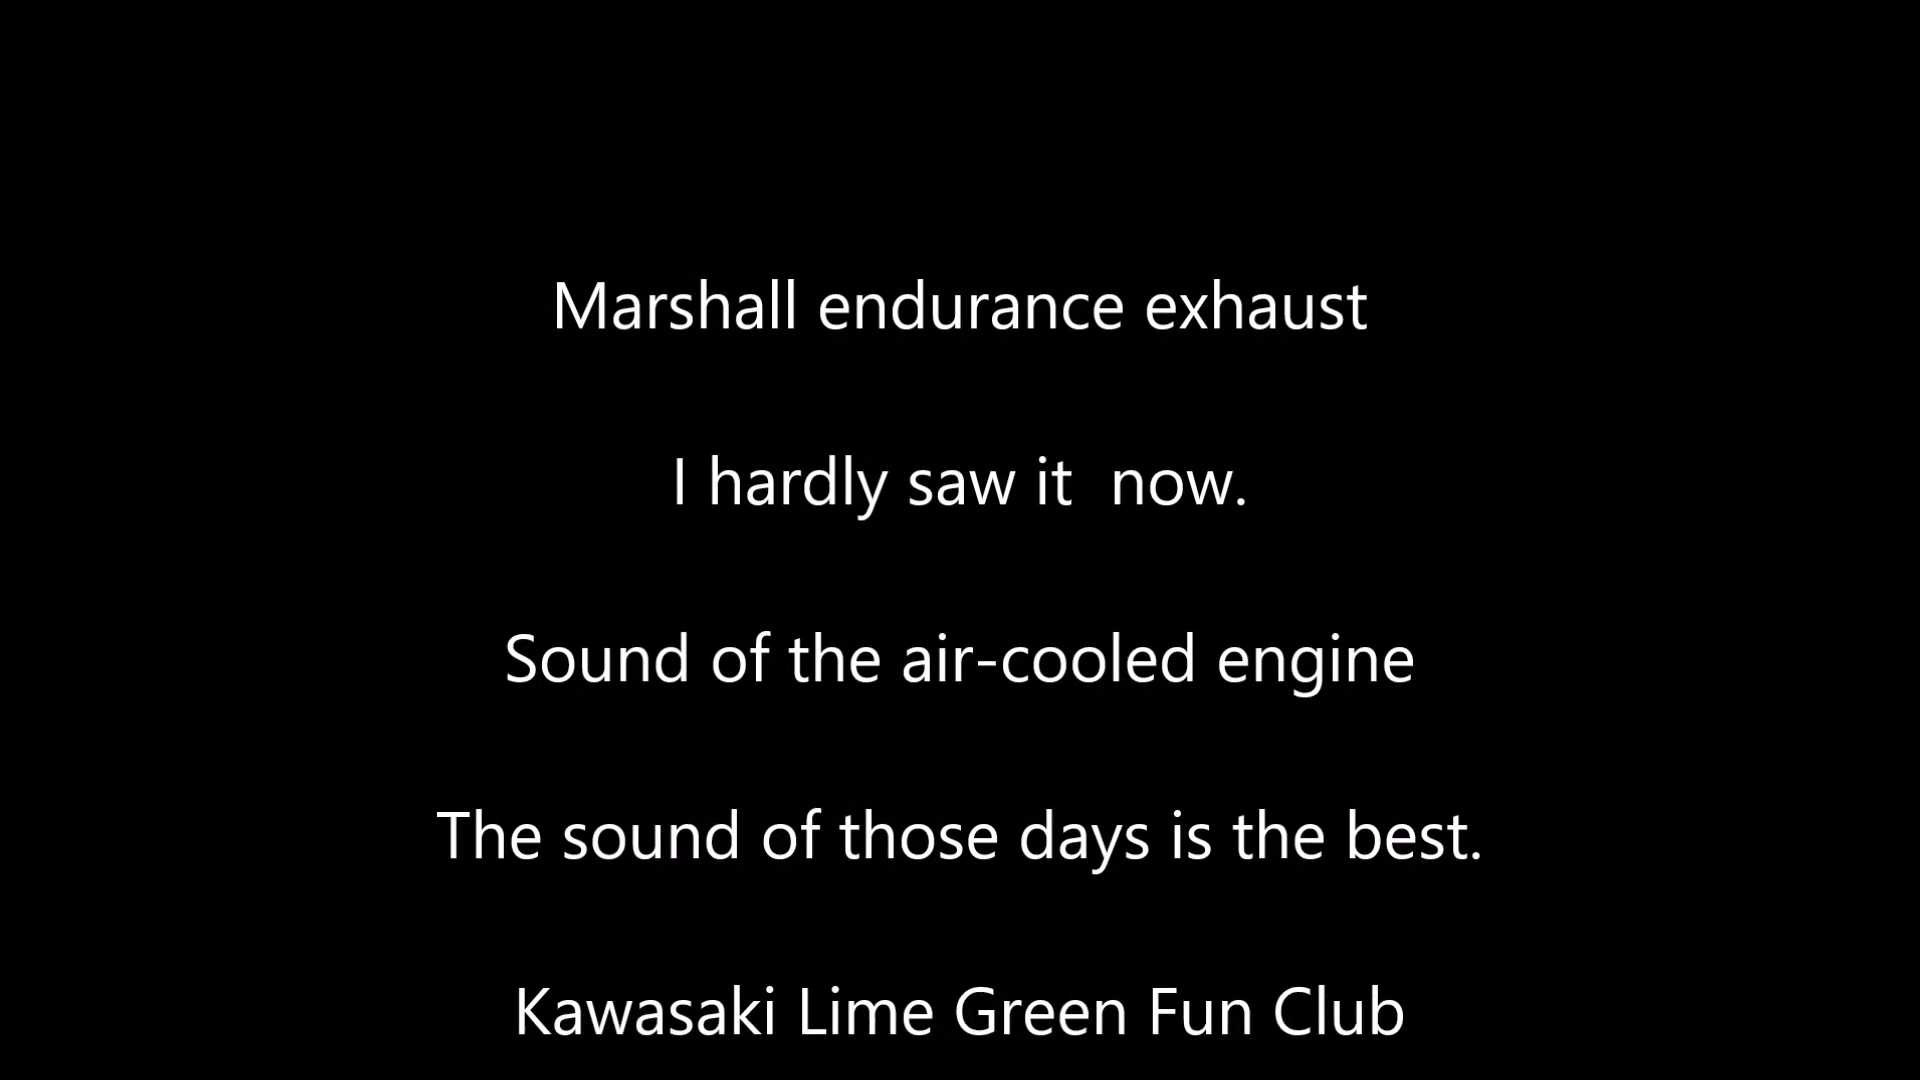 Marshall endurance exhaust
I hardly saw it  now.
Sound of the air-cooled engine
The sound of those days is the best.
Kawasaki Lime Green Fun Club